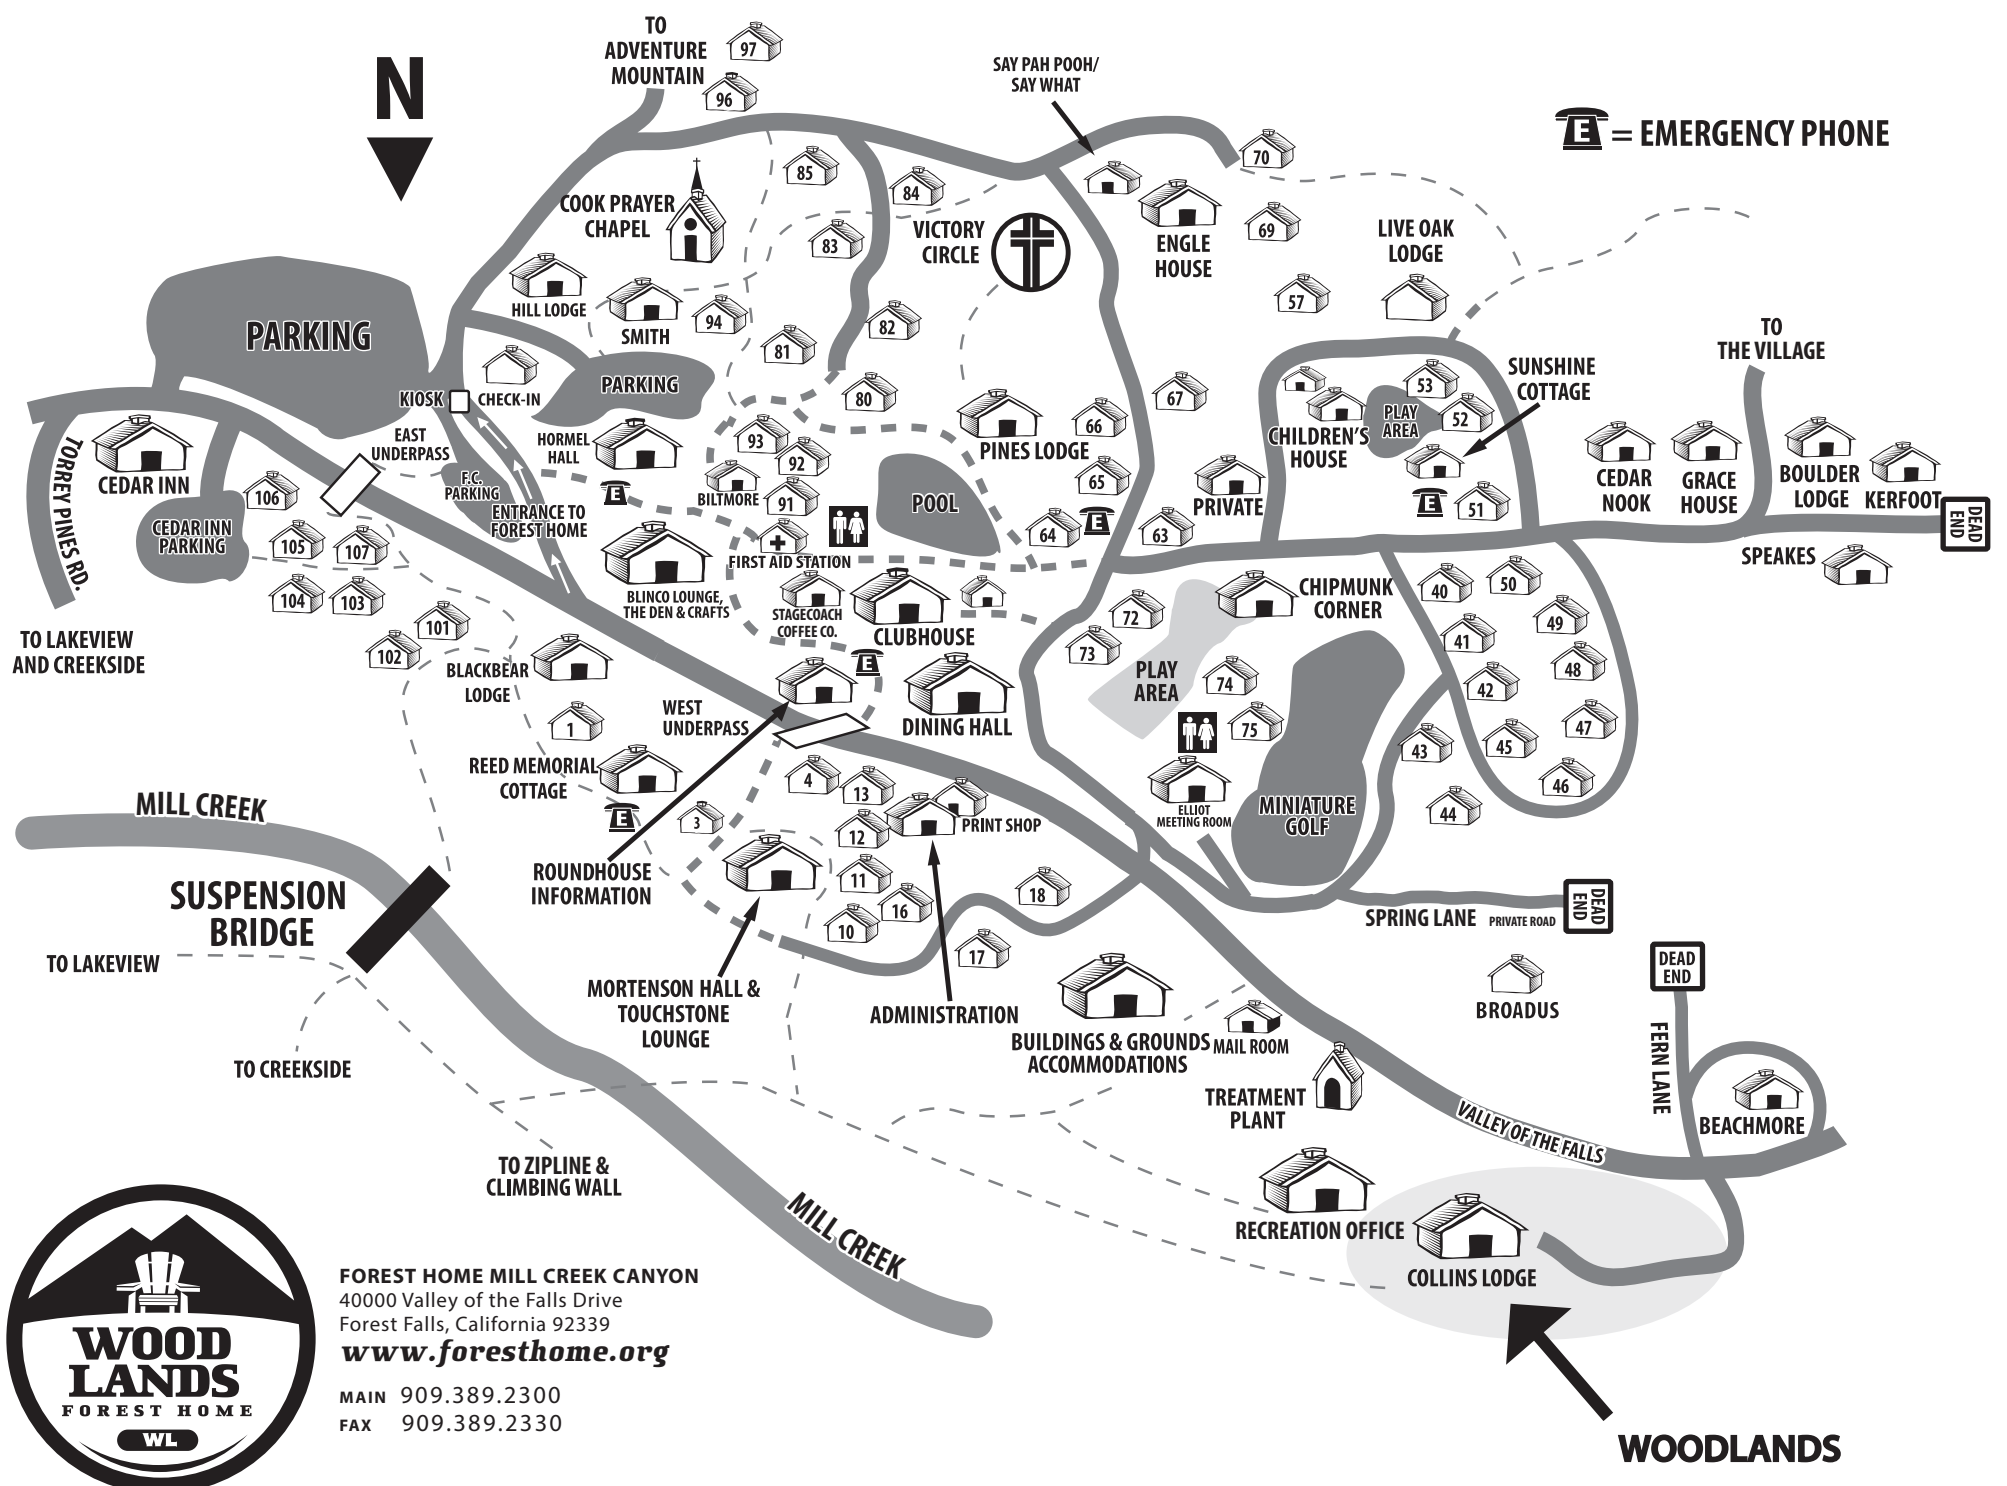 TO
ADVENTURE
MOUNTAIN
97
96
N
SAY PAH POOH/
SAY WHAT
E
= EMERGENCY PHONE
70
85
84
COOK PRAYER
CHAPEL
83
VICTORY
CIRCLE
ENGLE
HOUSE
69
LIVE OAK
LODGE
57
HILL LODGE
SMITH
94
81
82
PARKING
PARKING
KIOSK
CHECK-IN
80
67
66
PINES LODGE
CHILDREN'S
HOUSE
PLAY
AREA
53
52
SUNSHINE
COTTAGE
TO
THE VILLAGE
EAST
UNDERPASS
HORMEL
HALL
E
93
92
BILTMORE
91
POOL
65
64
E
63
PRIVATE
E
51
CEDAR
NOOK
GRACE
HOUSE
BOULDER
LODGE
KERFOOT
DEAD
END
SPEAKES
TORREY PINES RD.
CEDAR INN
CEDAR INN
PARKING
106
105
107
104
103
F.C.
PARKING
ENTRANCE TO
FOREST HOME
FIRST AID STATION
BLINCO LOUNGE,
THE DEN & CRAFTS
STAGECOACH
COFFEE CO.
CLUBHOUSE
72
73
CHIPMUNK
CORNER
40
50
49
41
48
42
47
43
45
46
44
TO LAKEVIEW
AND CREEKSIDE
101
102
BLACKBEAR
LODGE
1
WEST
UNDERPASS
E
DINING HALL
PLAY
AREA
74
75
REED MEMORIAL
COTTAGE
E
3
4
13
12
PRINT SHOP
11
16
10
18
17
ELLIOT
MEETING ROOM
MINIATURE
GOLF
MILL CREEK
ROUNDHOUSE
INFORMATION
SUSPENSION
BRIDGE
TO LAKEVIEW
TO CREEKSIDE
MORTENSON HALL &
TOUCHSTONE
LOUNGE
ADMINISTRATION
SPRING LANE
PRIVATE ROAD
DEAD
END
BUILDINGS & GROUNDS
ACCOMMODATIONS
MAIL ROOM
BROADUS
DEAD
END
FERN LANE
TREATMENT
PLANT
BEACHMORE
VALLEY OF THE FALLS
TO ZIPLINE &
CLIMBING WALL
MILL CREEK
RECREATION OFFICE
COLLINS LODGE
WOODLANDS
WOOD
LANDS
FOREST HOME
WL
FOREST HOME MILL CREEK CANYON
40000 Valley of the Falls Drive
Forest Falls, California 92339
www.foresthome.org
MAIN 909.389.2300
FAX 909.389.2330